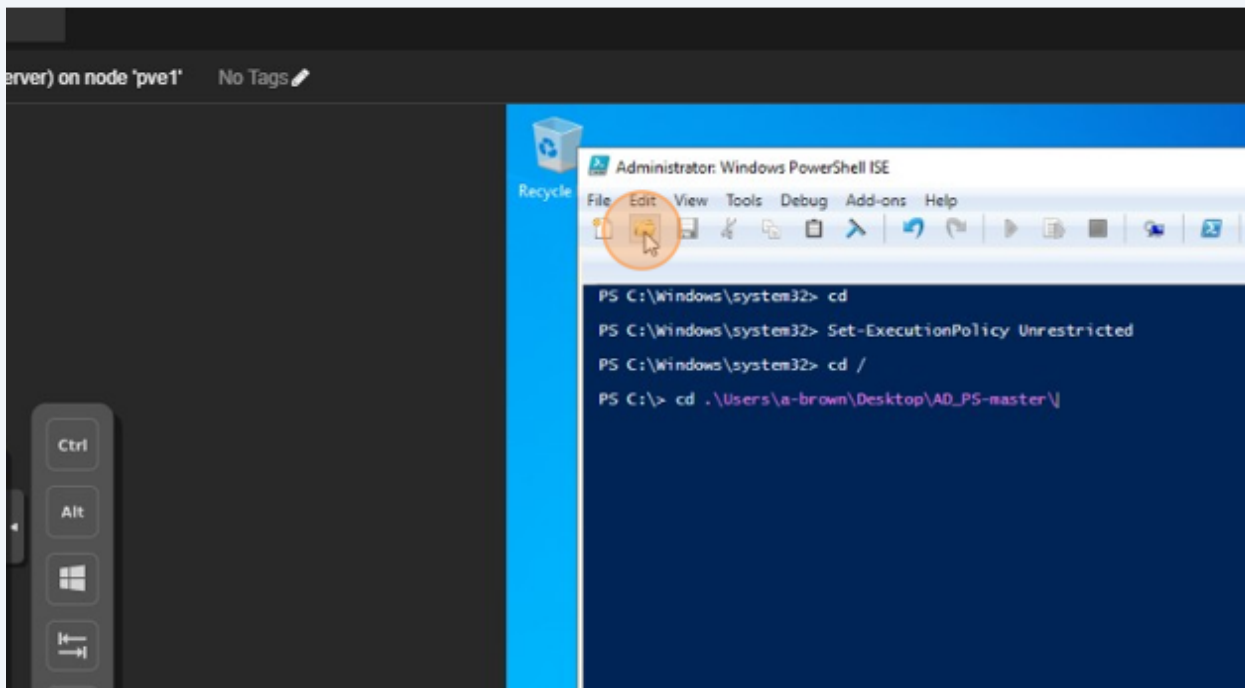 erver) on node 'pve1' No Tags
Recycle
Administrator: Windows PowerShell ISE
File Edit View Tools Debug Add-ons Help
PS C:\Windows\system32> cd
PS C:\Windows\system32> Set-ExecutionPolicy Unrestricted
PS C:\Windows\system32> cd /
PS C:\> cd .\Users\a-brown\Desktop\AD_PS-master\
Ctrl
Alt